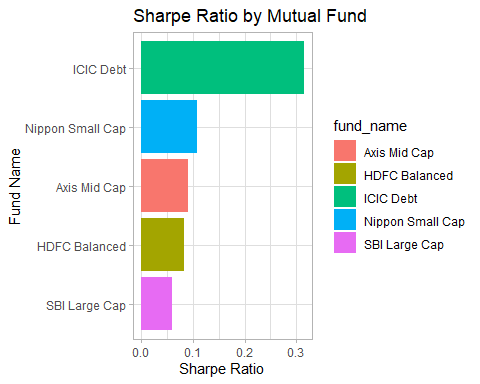 Sharpe Ratio by Mutual Fund
Fund Name
ICIC Debt
Nippon Small Cap
Axis Mid Cap
HDFC Balanced
SBI Large Cap
0.0 0.1 0.2 0.3
Sharpe Ratio
fund_name
Axis Mid Cap
HDFC Balanced
ICIC Debt
Nippon Small Cap
SBI Large Cap